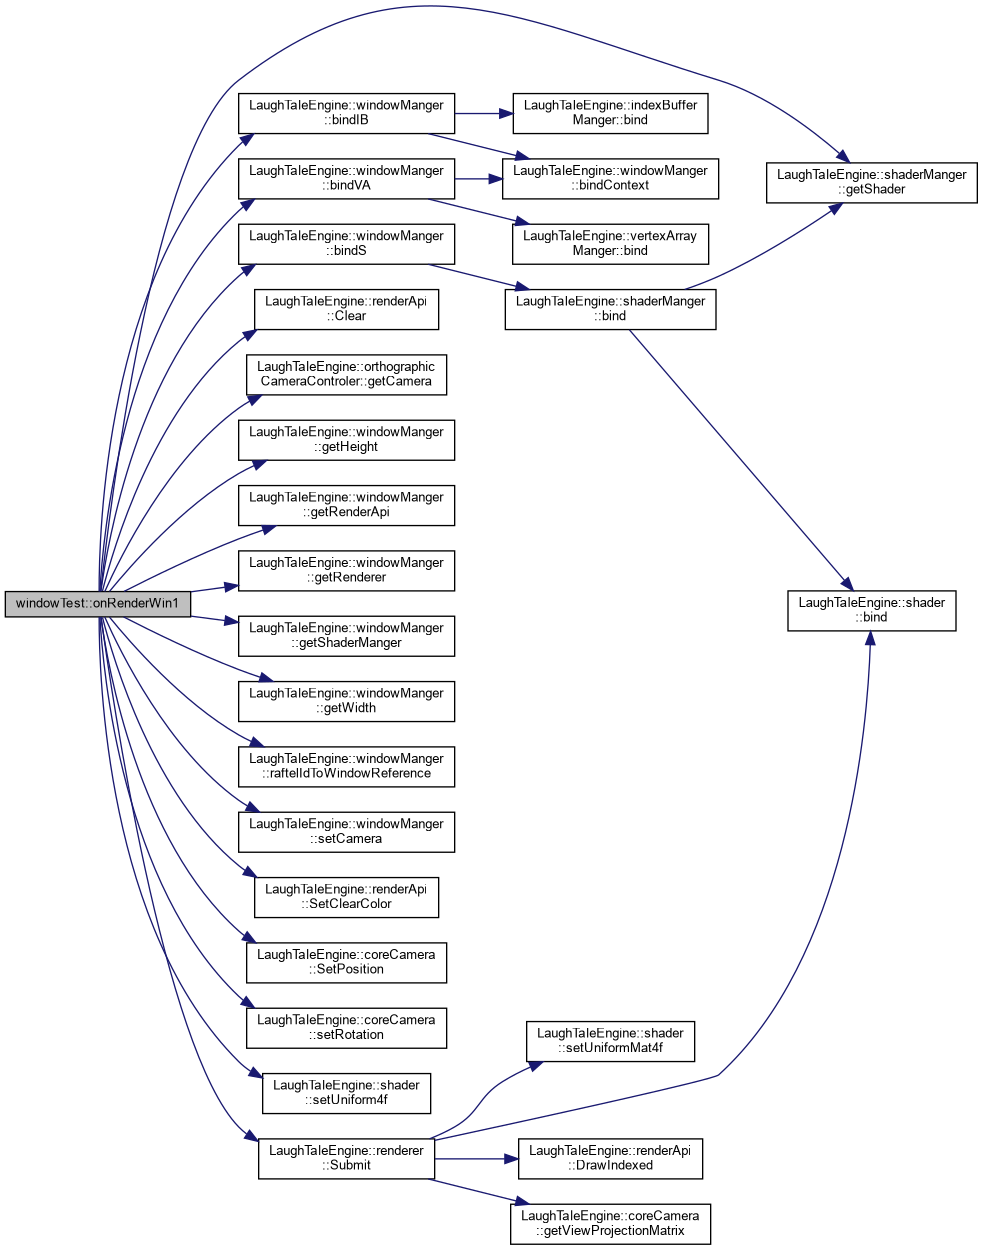 windowTest::onRenderWin1
LaughTaleEngine::windowManger
::bindIB
LaughTaleEngine::windowManger
::bindVA
LaughTaleEngine::windowManger
::bindS
LaughTaleEngine::renderApi
::Clear
LaughTaleEngine::orthographic
CameraControler::getCamera
LaughTaleEngine::windowManger
::getHeight
LaughTaleEngine::windowManger
::getRenderApi
LaughTaleEngine::windowManger
::getRenderer
LaughTaleEngine::windowManger
::getShaderManger
LaughTaleEngine::windowManger
::getWidth
LaughTaleEngine::windowManger
::raftelIdToWindowReference
LaughTaleEngine::windowManger
::setCamera
LaughTaleEngine::renderApi
::SetClearColor
LaughTaleEngine::coreCamera
::SetPosition
LaughTaleEngine::coreCamera
::setRotation
LaughTaleEngine::shader
::setUniform4f
LaughTaleEngine::renderer
::Submit
LaughTaleEngine::indexBuffer
Manger::bind
LaughTaleEngine::windowManger
::bindContext
LaughTaleEngine::vertexArray
Manger::bind
LaughTaleEngine::shaderManger
::bind
LaughTaleEngine::shader
::setUniformMat4f
LaughTaleEngine::renderApi
::DrawIndexed
LaughTaleEngine::coreCamera
::getViewProjectionMatrix
LaughTaleEngine::shaderManger
::getShader
LaughTaleEngine::shader
::bind